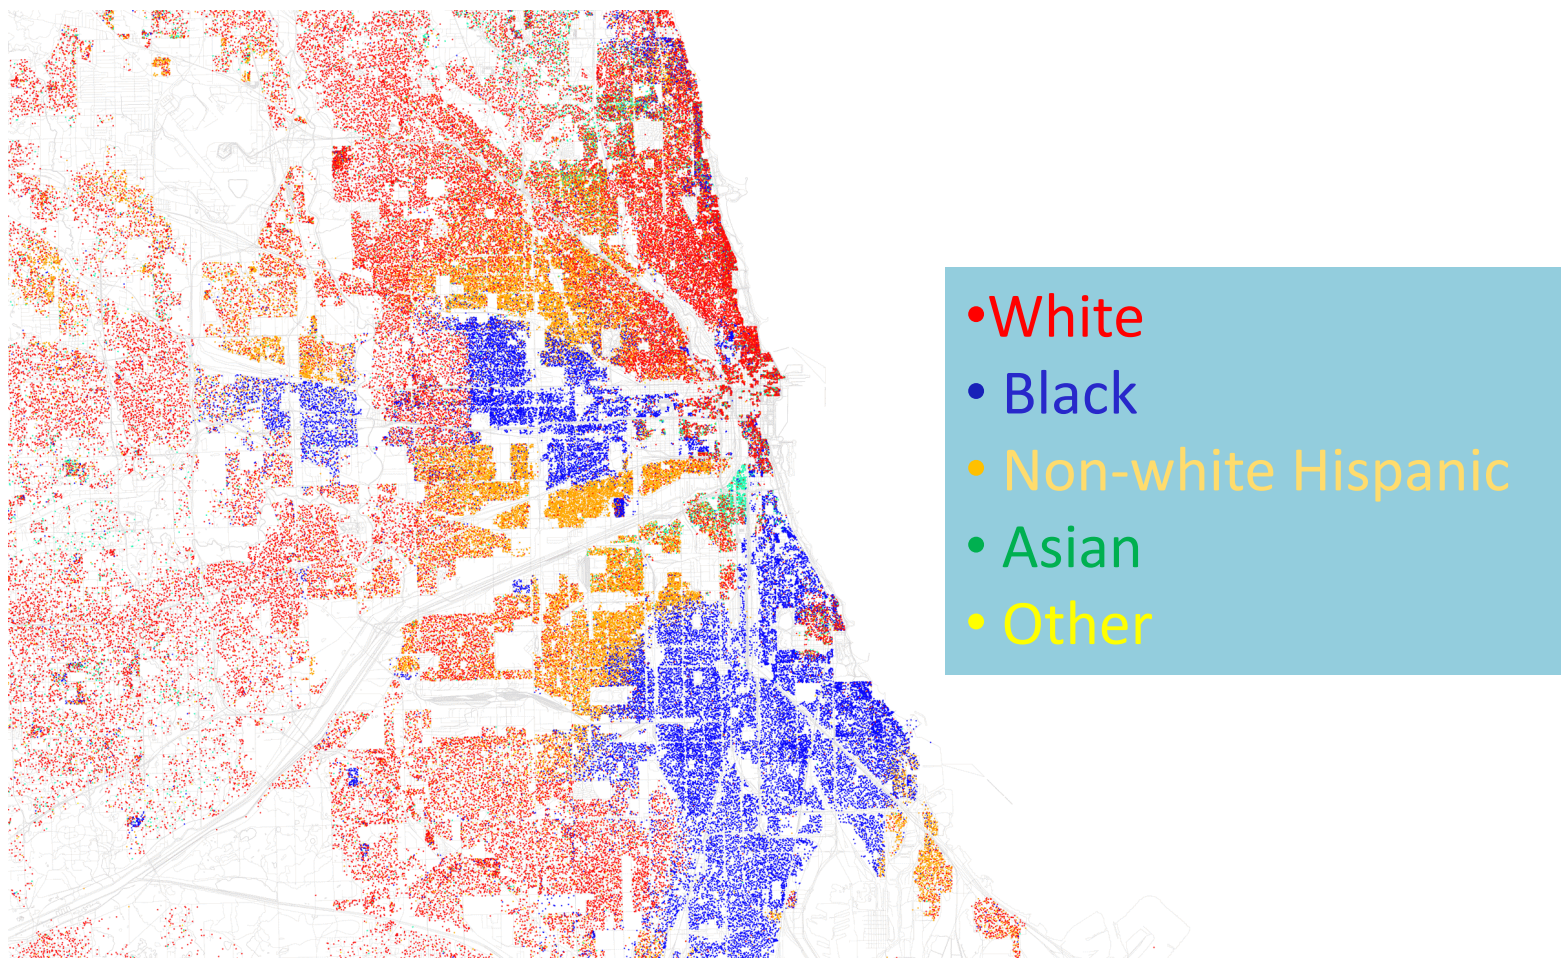 •White
• Black
• Non-white Hispanic
• Asian
• Other